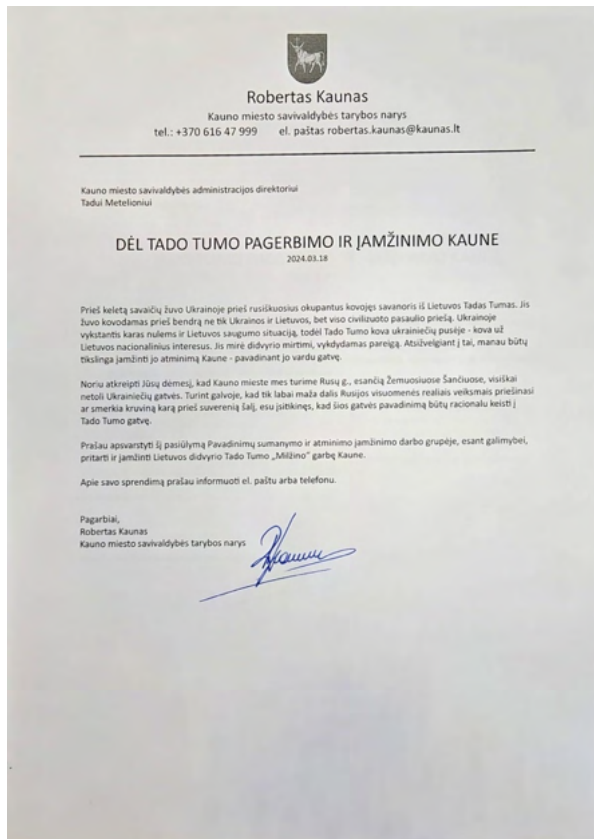 Robertas Kaunas
Kauno miesto savivaldybės tarybos narys
tel.: +370 616 47 999 el. paštas robertas.kaunas@kaunas.lt
Kauno miesto savivaldybės administracijos direktoriui
Tadui Metelioniui
DĖL TADO TUMO PAGERBIMO IR ĮAMŽINIMO KAUNE
2024.03.18
Prieš keletą savaičių žuvo Ukrainoje prieš rusiškuosius okupantus kovojęs savanoris iš Lietuvos Tadas Tumas. Jis
žuvo kovodamas prieš bendrą ne tik Ukrainos ir Lietuvos, bet viso civilizuoto pasaulio priešą. Ukrainoje
vykstantis karas nulems ir Lietuvos saugumo situaciją, todėl Tado Tumo kova ukrainiečių pusėje - kova už
Lietuvos nacionalinius interesus. Jis mirė didvyrio mirtimi, vykdydamas pareigą. Atsižvelgiant į tai, manau būtų
tikslinga įamžinti jo atminimą Kaune - pavadinant jo vardu gatvę.
Noriu atkreipti Jūsų dėmesį, kad Kauno mieste mes turime Rusų g., esančią Žemuosiuose Šančiuose, visiškai
netoli Ukrainiečių gatvės. Turint galvoje, kad tik labai maža dalis Rusijos visuomenės realiais veiksmais priešinasi
ar smerkia kruviną karą prieš suverenią šalį, esu įsitikinęs, kad šios gatvės pavadinimą būtų racionalu keisti į
Tado Tumo gatvę.
Prašau apsvarstyti šį pasiūlymą Pavadinimų sumanymo ir atminimo įamžinimo darbo grupėje, esant galimybei,
pritarti ir įamžinti Lietuvos didvyrio Tado Tumo „Milžino" garbę Kaune.
Apie savo sprendimą prašau informuoti el. paštu arba telefonu.
Pagarbiai,
Robertas Kaunas
Kauno miesto savivaldybės tarybos narys